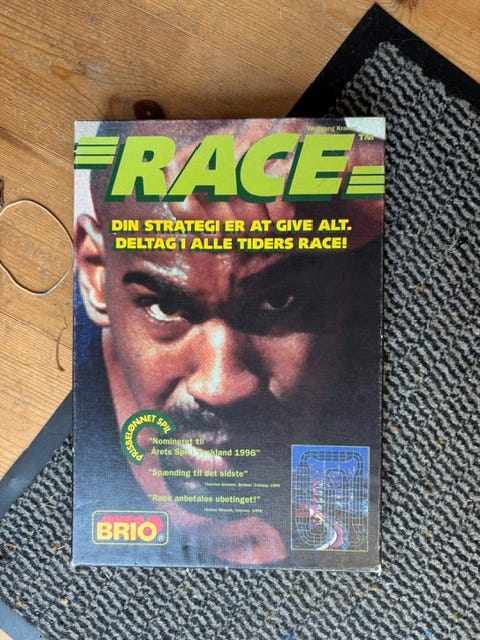 Wolfgang Kramer
RACE™
DIN STRATEGI ER AT GIVE ALT.
DELTAG I ALLE TIDERS RACE!
PRISBELØNNET SPIL
"Nomineret til
Årets Spil i Tyskland 1996"
"Spænding til det sidste"
"Race anbefales ubetinget!"
BRIO®